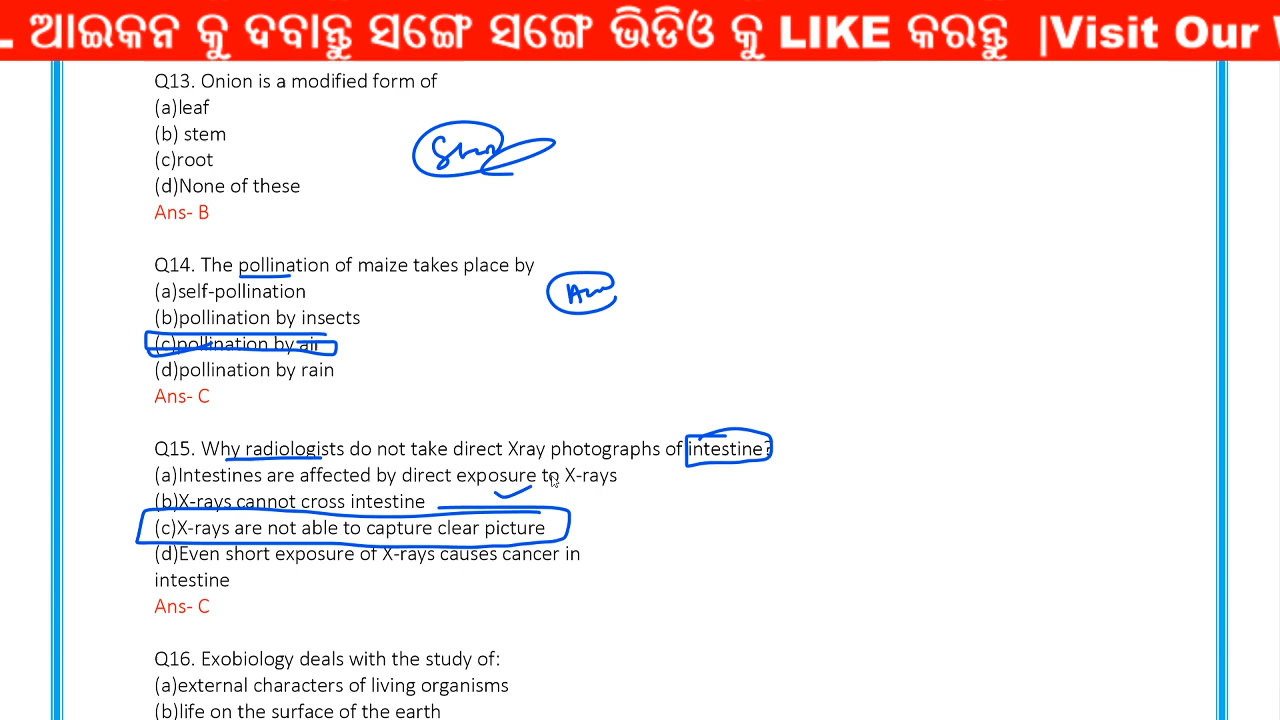 L ଆଇକନ କୁ ଦବାନ୍ତୁ ସଙ୍ଗେ ସଙ୍ଗେ ଭିଡିଓ କୁ LIKE କରନ୍ତୁ |Visit Our W
Q13. Onion is a modified form of
(a)leaf
(b) stem
(c)root
(d)None of these
Ans- B
Q14. The pollination of maize takes place by
(a)self-pollination
(b)pollination by insects
(c)pollination by air
(d)pollination by rain
Ans- C
Q15. Why radiologists do not take direct Xray photographs of intestine?
(a)Intestines are affected by direct exposure to X-rays
(b)X-rays cannot cross intestine
(c)X-rays are not able to capture clear picture
(d)Even short exposure of X-rays causes cancer in
intestine
Ans- C
Q16. Exobiology deals with the study of:
(a)external characters of living organisms
(b)life on the surface of the earth